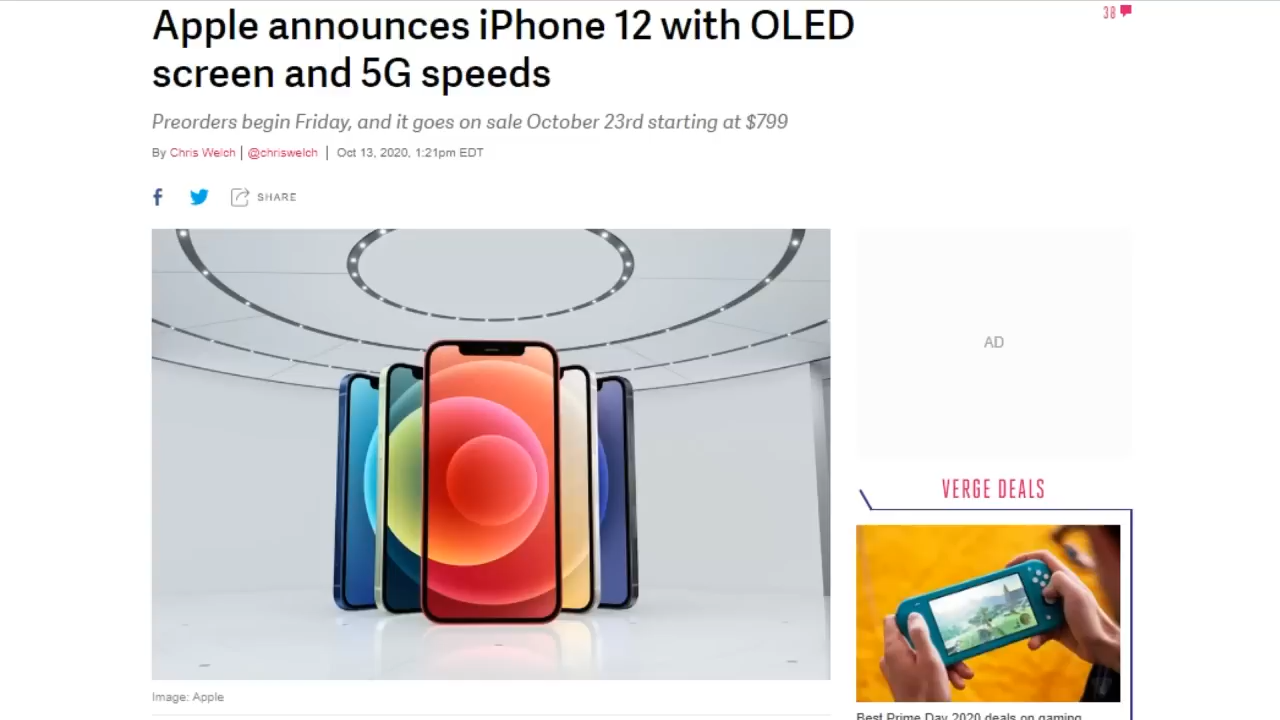 Apple announces iPhone 12 with OLED
screen and 5G speeds
38
Preorders begin Friday, and it goes on sale October 23rd starting at $799
By Chris Welch | @chriswelch | Oct 13, 2020, 1:21pm EDT
SHARE
AD
VERGE DEALS
Image: Apple
Best Prime Day 2020 deals on gaming